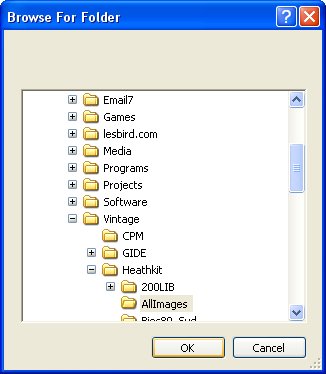 Browse For Folder
Email7
Games
lesbird.com
Media
Programs
Projects
Software
Vintage
CPM
GIDE
Heathkit
200LIB
AllImages
OK
Cancel